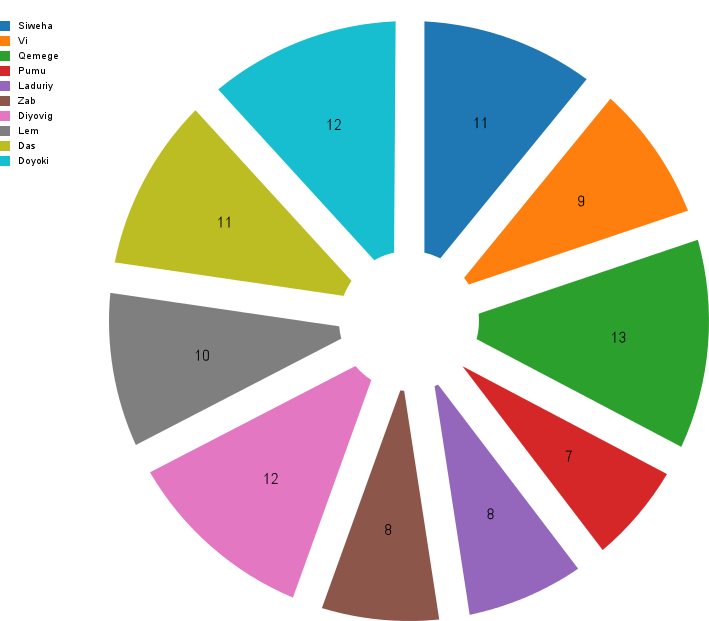 Siweha
Vi
Qemege
Pumu
Laduriy
Zab
Diyovig
Lem
Das
Doyoki
11
9
13
7
8
8
12
10
11
12